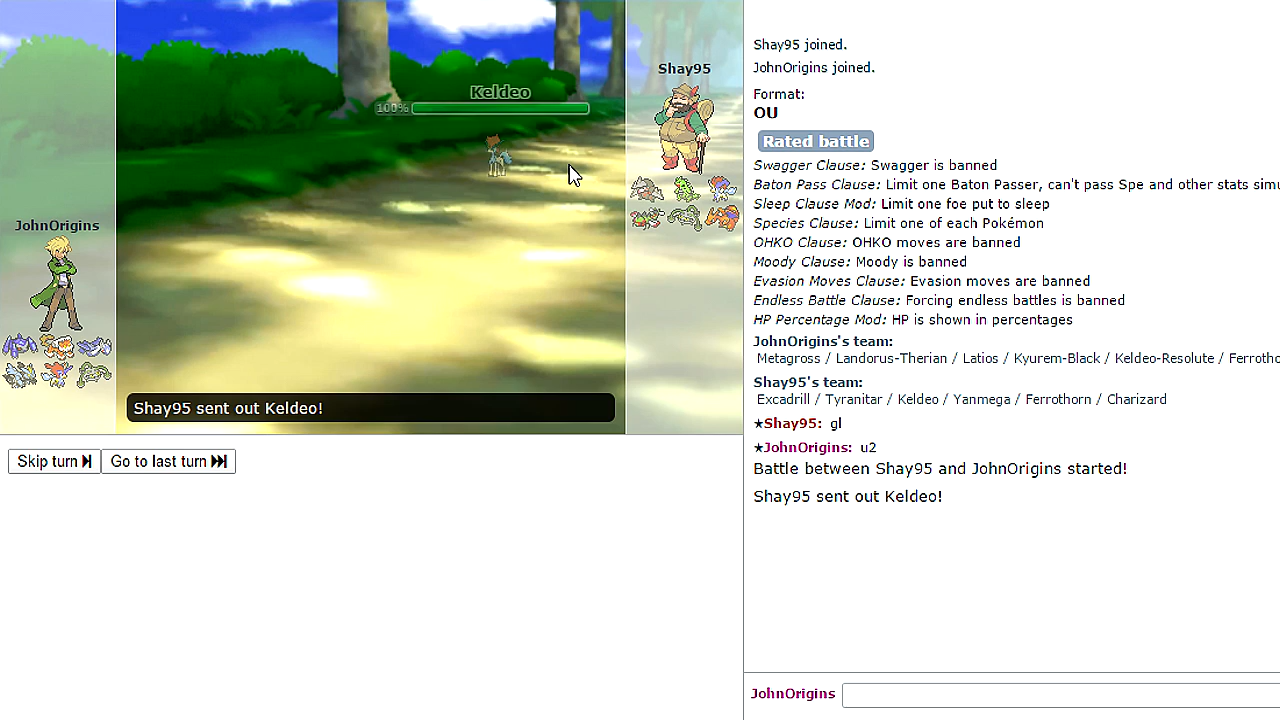 Keldeo
100%
Shay95
JohnOrigins
Shay95 sent out Keldeo!
Skip turn
Go to last turn
Shay95 joined.
JohnOrigins joined.
Format:
OU
Rated battle
Swagger Clause: Swagger is banned
Baton Pass Clause: Limit one Baton Passer, can't pass Spe and other stats simu
Sleep Clause Mod: Limit one foe put to sleep
Species Clause: Limit one of each Pokémon
OHKO Clause: OHKO moves are banned
Moody Clause: Moody is banned
Evasion Moves Clause: Evasion moves are banned
Endless Battle Clause: Forcing endless battles is banned
HP Percentage Mod: HP is shown in percentages
JohnOrigins's team:
Metagross / Landorus-Therian / Latios / Kyurem-Black / Keldeo-Resolute / Ferrotho
Shay95's team:
Excadrill / Tyranitar / Keldeo / Yanmega / Ferrothorn / Charizard
★Shay95: gl
★JohnOrigins: u2
Battle between Shay95 and JohnOrigins started!
Shay95 sent out Keldeo!
JohnOrigins